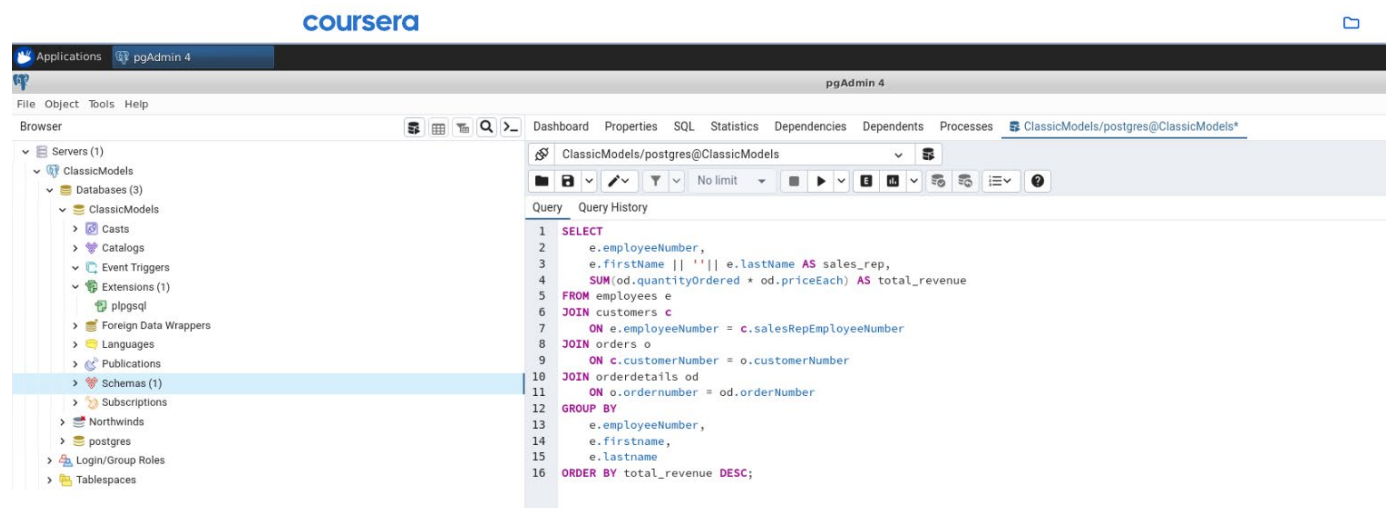 coursera
Applications pgAdmin 4
pgAdmin 4
File Object Tools Help
Browser
Dashboard Properties SQL Statistics Dependencies Dependents Processes ClassicModels/postgres@ClassicModels*
Servers (1)
ClassicModels
Databases (3)
ClassicModels
Casts
Catalogs
Event Triggers
Extensions (1)
plpgsql
Foreign Data Wrappers
Languages
Publications
Schemas (1)
Subscriptions
Northwinds
postgres
Login/Group Roles
Tablespaces
ClassicModels/postgres@ClassicModels
No limit
E
Query Query History
1 SELECT
2 e.employeeNumber,
3 e.firstName || ''|| e.lastName AS sales_rep,
4 SUM(od.quantityOrdered * od.priceEach) AS total_revenue
5 FROM employees e
6 JOIN customers c
7 ON e.employeeNumber = c.salesRepEmployeeNumber
8 JOIN orders o
9 ON c.customerNumber = o.customerNumber
10 JOIN orderdetails od
11 ON o.ordernumber = od.orderNumber
12 GROUP BY
13 e.employeeNumber,
14 e.firstname,
15 e.lastname
16 ORDER BY total_revenue DESC;